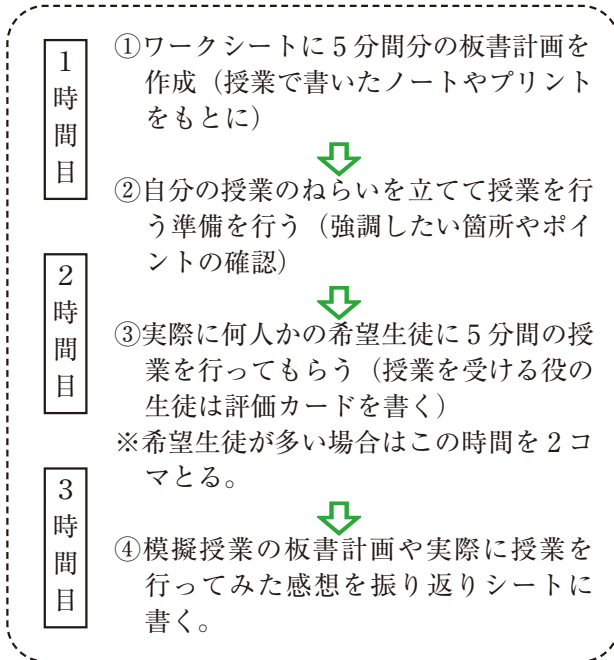 1時間目
①ワークシートに5分間分の板書計画を
作成（授業で書いたノートやプリント
をもとに）
②自分の授業のねらいを立てて授業を行
う準備を行う（強調したい箇所やポイ
ントの確認）
2時間目
③実際に何人かの希望生徒に5分間の授
業を行ってもらう（授業を受ける役の
生徒は評価カードを書く）
※希望生徒が多い場合はこの時間を2コ
マとる。
3時間目
④模擬授業の板書計画や実際に授業を
行ってみた感想を振り返りシートに
書く。